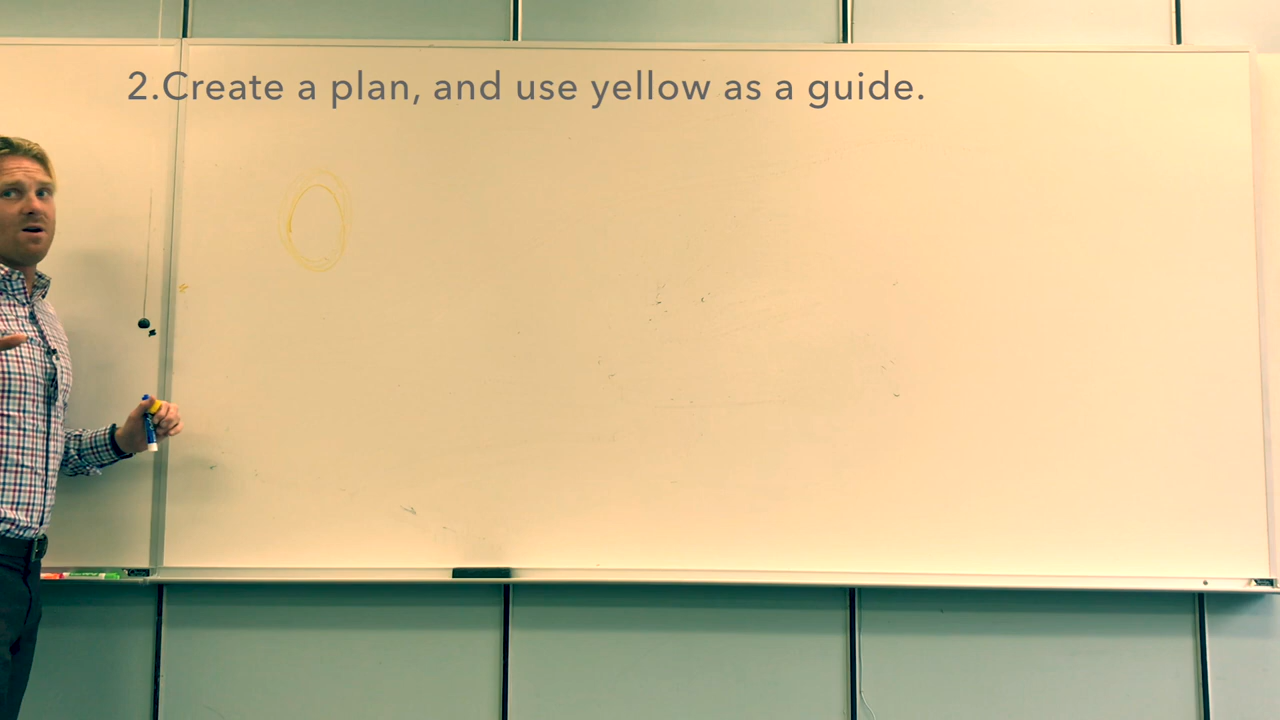 2.Create a plan, and use yellow as a guide.